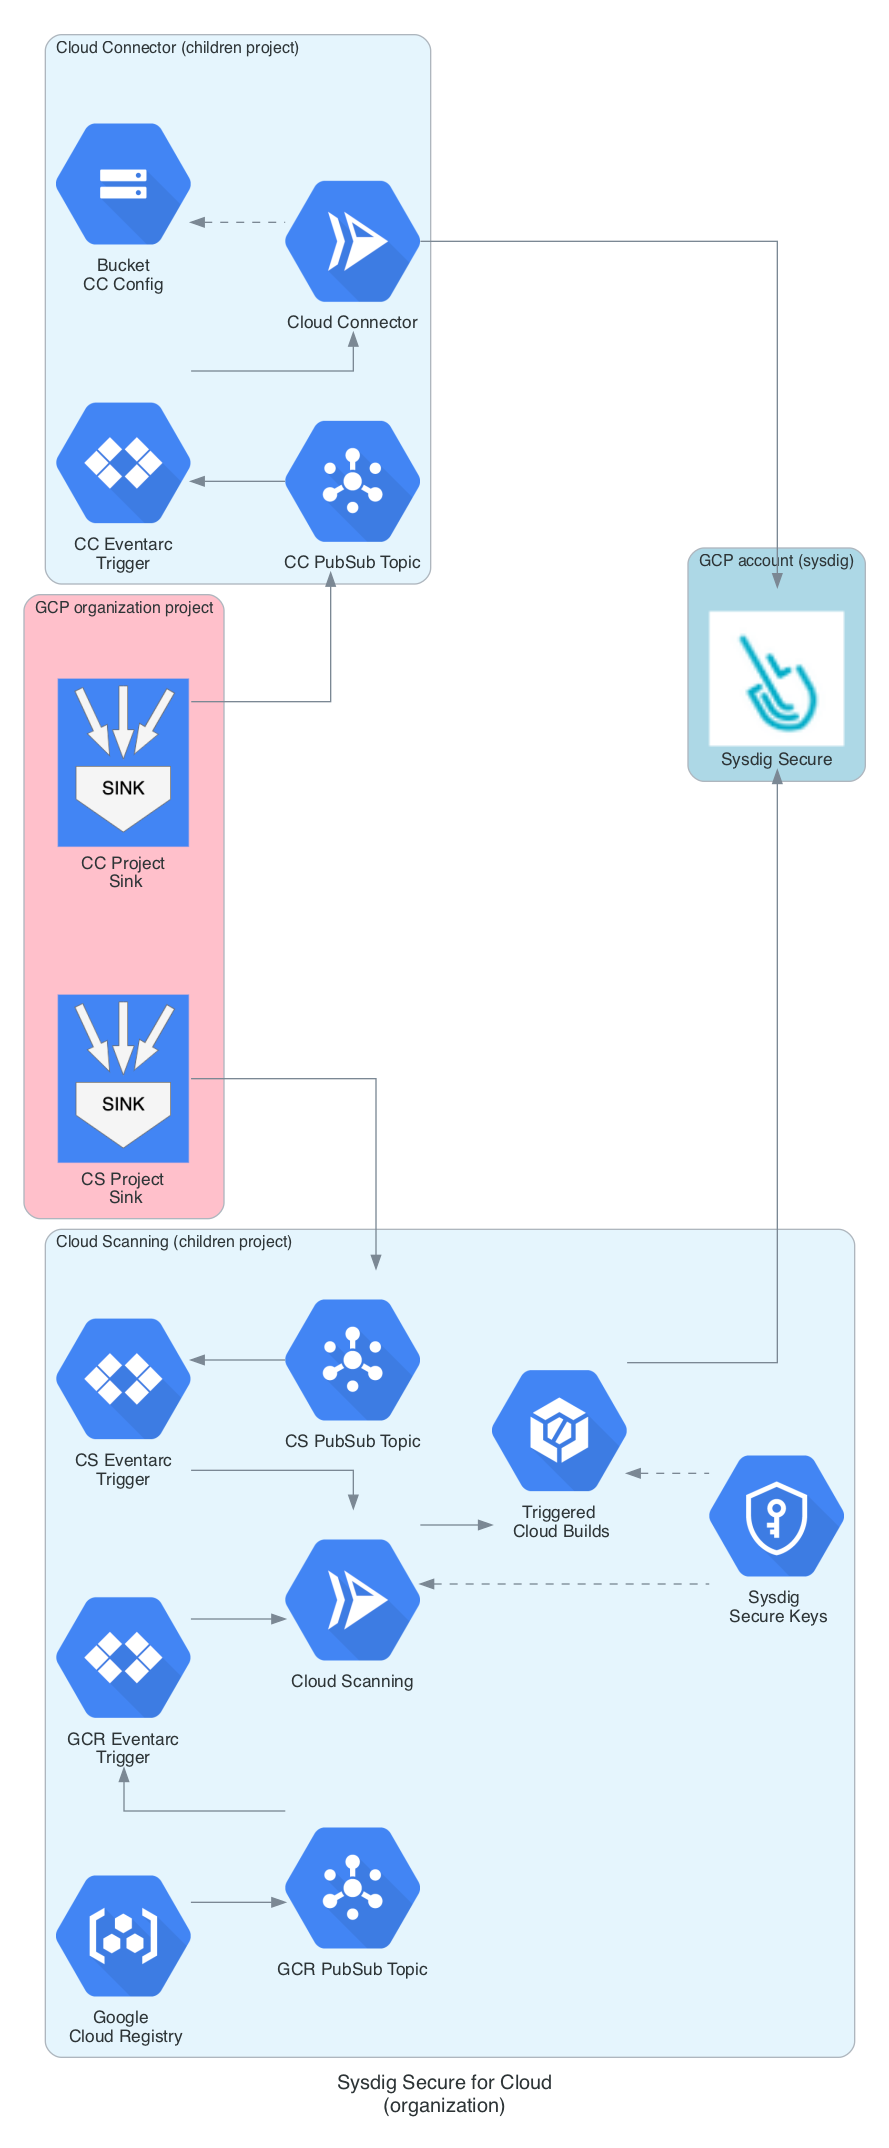 Cloud Connector (children project)
Bucket
CC Config
Cloud Connector
CC Eventarc
Trigger
CC PubSub Topic
GCP organization project
SINK
CC Project
Sink
SINK
CS Project
Sink
GCP account (sysdig)
Sysdig Secure
Cloud Scanning (children project)
CS Eventarc
Trigger
CS PubSub Topic
Triggered
Cloud Builds
Sysdig
Secure Keys
Cloud Scanning
GCR Eventarc
Trigger
GCR PubSub Topic
Google
Cloud Registry
Sysdig Secure for Cloud
(organization)